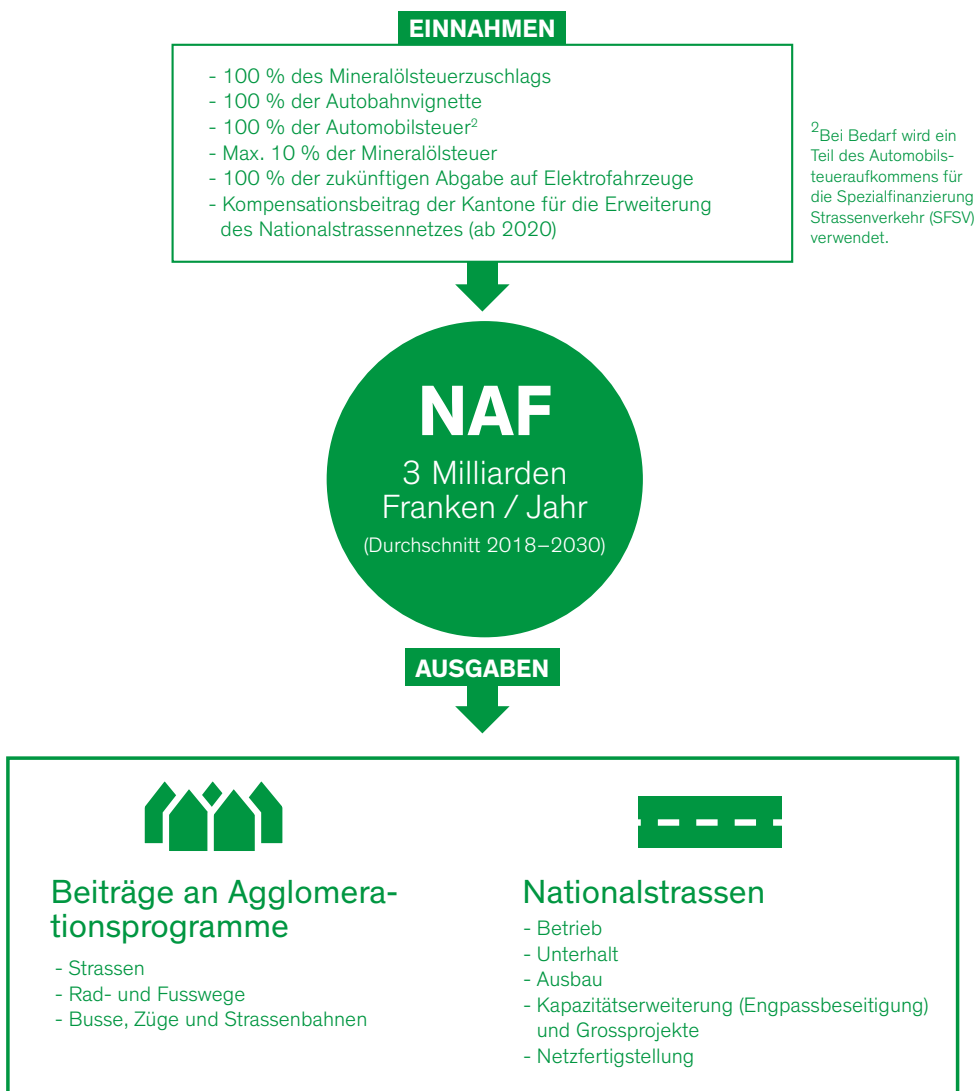 EINNAHMEN
- 100 % des Mineralölsteuerzuschlags
- 100 % der Autobahnvignette
- 100 % der Automobilsteuer²
- Max. 10 % der Mineralölsteuer
- 100 % der zukünftigen Abgabe auf Elektrofahrzeuge
- Kompensationsbeitrag der Kantone für die Erweiterung
des Nationalstrassennetzes (ab 2020)
²Bei Bedarf wird ein
Teil des Automobils-
teueraufkommens für
die Spezialfinanzierung
Strassenverkehr (SFSV)
verwendet.
NAF
3 Milliarden
Franken / Jahr
(Durchschnitt 2018–2030)
AUSGABEN
Beiträge an Agglomera-
tionsprogramme
- Strassen
- Rad- und Fusswege
- Busse, Züge und Strassenbahnen
Nationalstrassen
- Betrieb
- Unterhalt
- Ausbau
- Kapazitätserweiterung (Engpassbeseitigung)
und Grossprojekte
- Netzfertigstellung